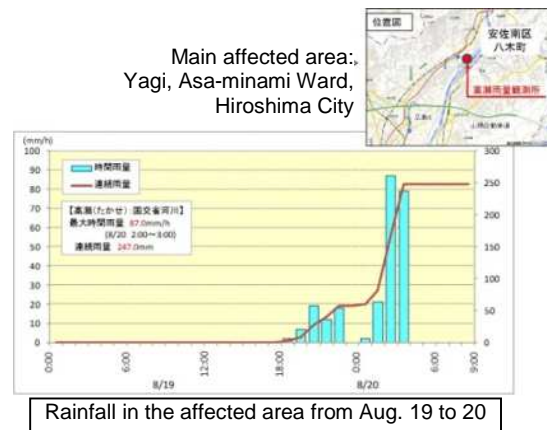 位置図
安佐南区
八木町
高瀬雨量観測所
Main affected area:
Yagi, Asa-minami Ward,
Hiroshima City
(mm/h)
時間雨量
連続雨量
【高瀬(たかせ):国交省河川】
最大時間雨量 87.0mm/h
(8/20 2:00〜3:00)
連続雨量 247.0mm
100
90
80
70
60
50
40
30
20
10
0
300
250
200
150
100
50
0
0:00
6:00
12:00
18:00
0:00
6:00
9:00
8/19
8/20
Rainfall in the affected area from Aug. 19 to 20